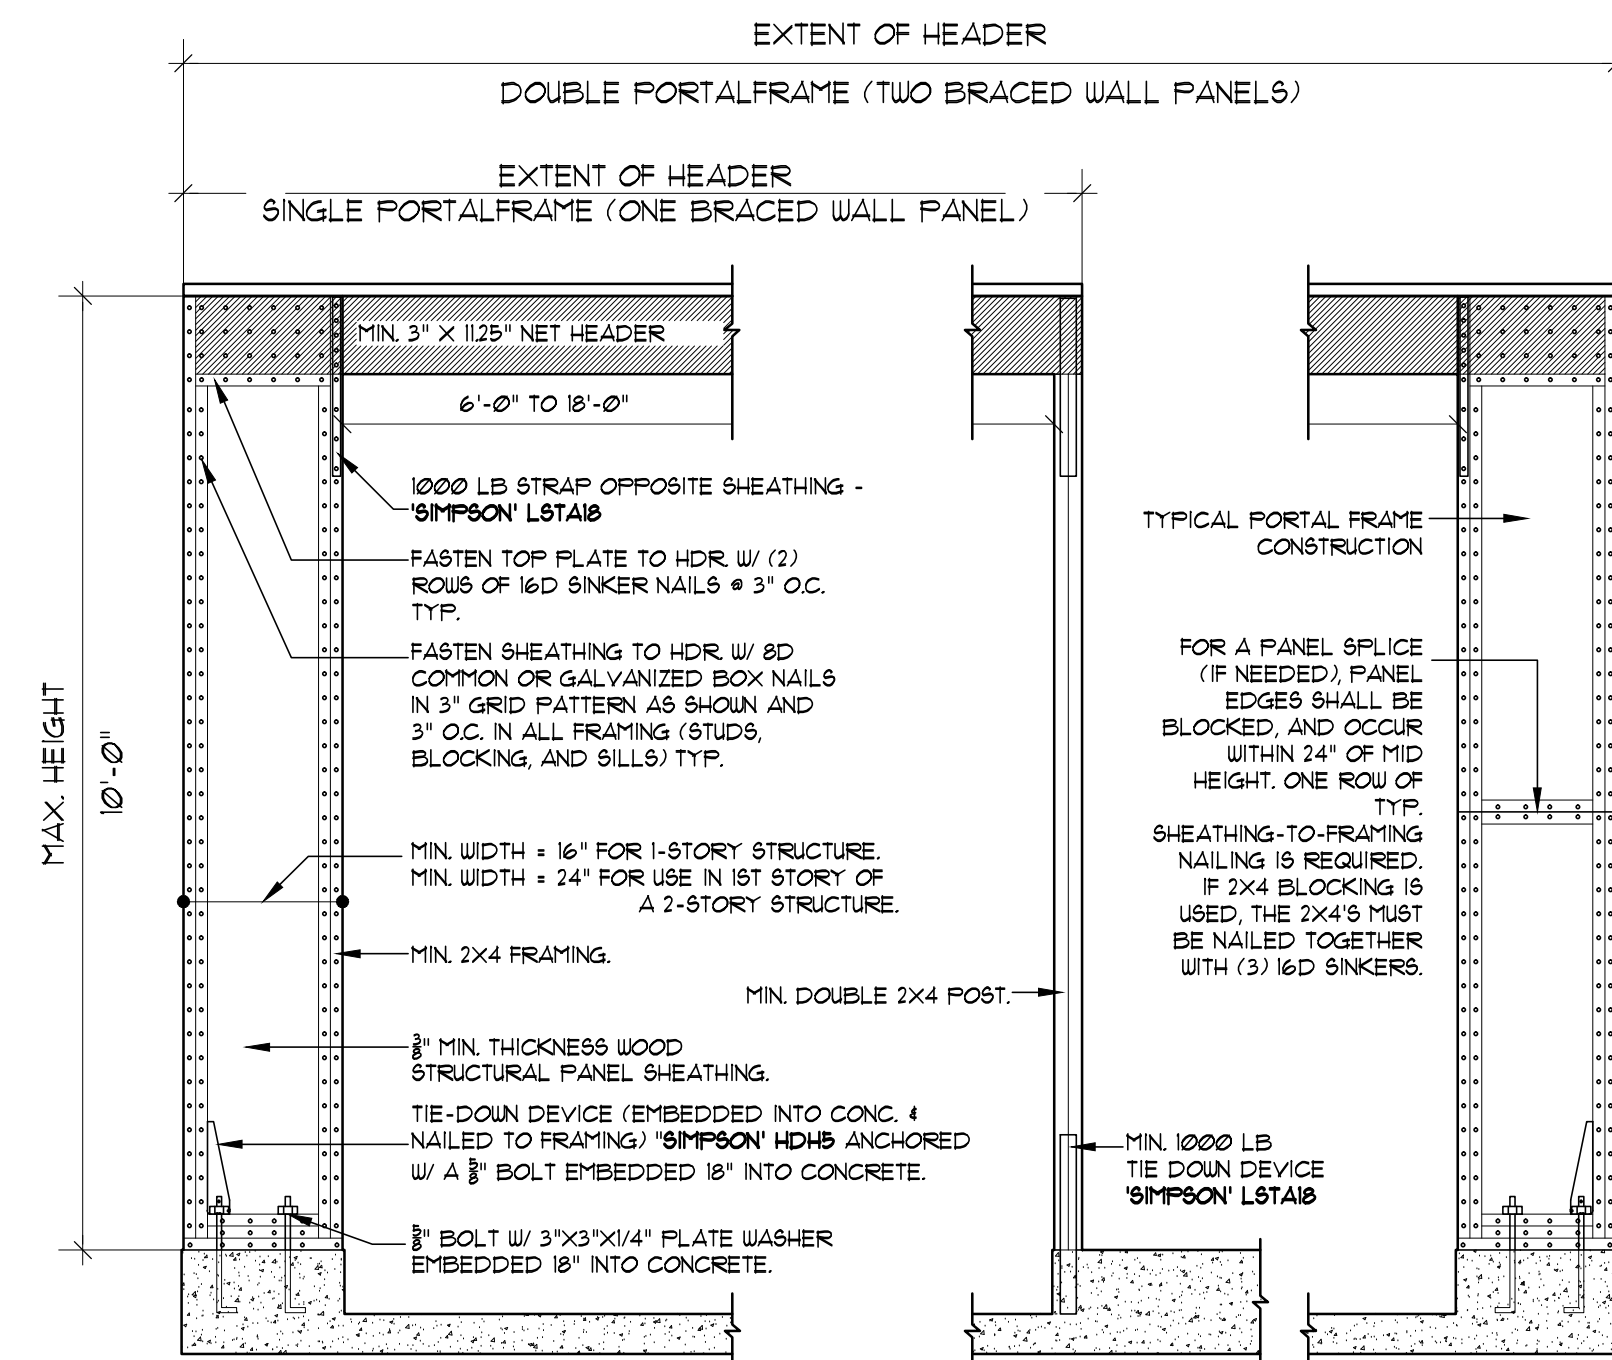 EXTENT OF HEADER
DOUBLE PORTALFRAME (TWO BRACED WALL PANELS)
EXTENT OF HEADER
SINGLE PORTALFRAME (ONE BRACED WALL PANEL)
MIN. 3" X 11.25" NET HEADER
6'-0" TO 18'-0"
1000 LB STRAP OPPOSITE SHEATHING -
'SIMPSON' LSTA18
FASTEN TOP PLATE TO HDR. W/ (2)
ROWS OF 16D SINKER NAILS @ 3" O.C.
TYP.
FASTEN SHEATHING TO HDR. W/ 8D
COMMON OR GALVANIZED BOX NAILS
IN 3" GRID PATTERN AS SHOWN AND
3" O.C. IN ALL FRAMING (STUDS,
BLOCKING, AND SILLS) TYP.
MAX. HEIGHT
10'-0"
MIN. WIDTH = 16" FOR 1-STORY STRUCTURE.
MIN. WIDTH = 24" FOR USE IN 1ST STORY OF
A 2-STORY STRUCTURE.
MIN. 2X4 FRAMING.
MIN. DOUBLE 2X4 POST.
3/8" MIN. THICKNESS WOOD
STRUCTURAL PANEL SHEATHING.
TIE-DOWN DEVICE (EMBEDDED INTO CONC. &
NAILED TO FRAMING) "SIMPSON' HDH5 ANCHORED
W/ A 5/8" BOLT EMBEDDED 18" INTO CONCRETE.
5/8" BOLT W/ 3"X3"X1/4" PLATE WASHER
EMBEDDED 18" INTO CONCRETE.
TYPICAL PORTAL FRAME
CONSTRUCTION
FOR A PANEL SPLICE
(IF NEEDED), PANEL
EDGES SHALL BE
BLOCKED, AND OCCUR
WITHIN 24" OF MID
HEIGHT. ONE ROW OF
TYP.
SHEATHING-TO-FRAMING
NAILING IS REQUIRED.
IF 2X4 BLOCKING IS
USED, THE 2X4'S MUST
BE NAILED TOGETHER
WITH (3) 16D SINKERS.
MIN. 1000 LB
TIE DOWN DEVICE
'SIMPSON' LSTA18